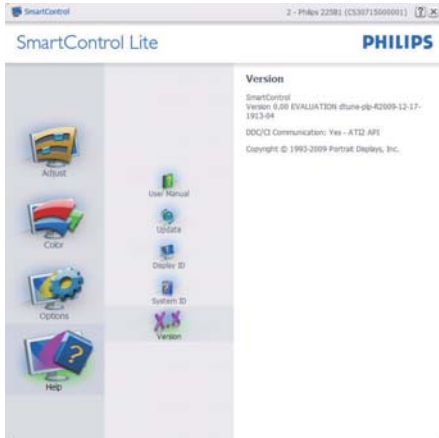 SmartControl
2 - Philips 225B1 (CS30715000001)
SmartControl Lite
PHILIPS
Adjust
Color
Options
Help
User Manual
Update
Display ID
System ID
Version
Version
SmartControl
Version 0.00 EVALUATION dtune-plp-R2009-12-17-
1913-04
DDC/CI Communication: Yes - ATI2 API
Copyright © 1993-2009 Portrait Displays, Inc.